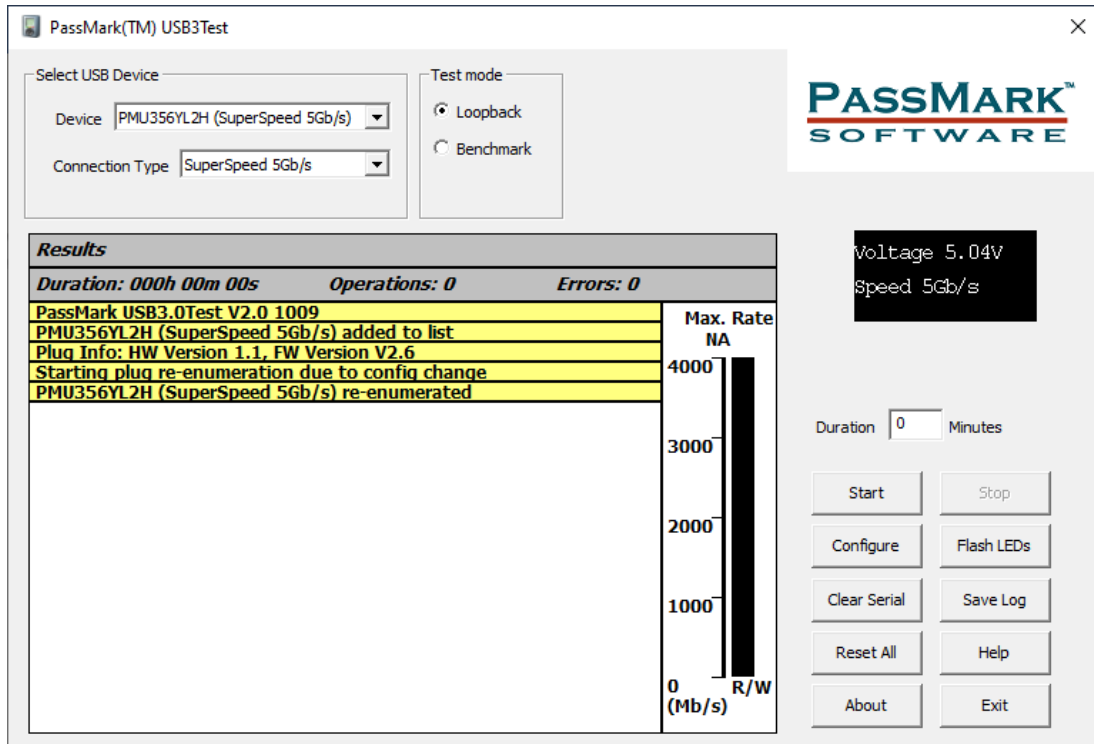 PassMark(TM) USB3Test
Select USB Device
Device PMU356YL2H (SuperSpeed 5Gb/s)
Connection Type SuperSpeed 5Gb/s
Test mode
Loopback
Benchmark
PASSMARK™
SOFTWARE
Results
Duration: 000h 00m 00s Operations: 0 Errors: 0
PassMark USB3.0Test V2.0 1009
PMU356YL2H (SuperSpeed 5Gb/s) added to list
Plug Info: HW Version 1.1, FW Version V2.6
Starting plug re-enumeration due to config change
PMU356YL2H (SuperSpeed 5Gb/s) re-enumerated
Max. Rate
NA
4000
3000
2000
1000
0 R/W
(Mb/s)
Voltage 5.04V
Speed 5Gb/s
Duration 0 Minutes
Start Stop
Configure Flash LEDs
Clear Serial Save Log
Reset All Help
About Exit